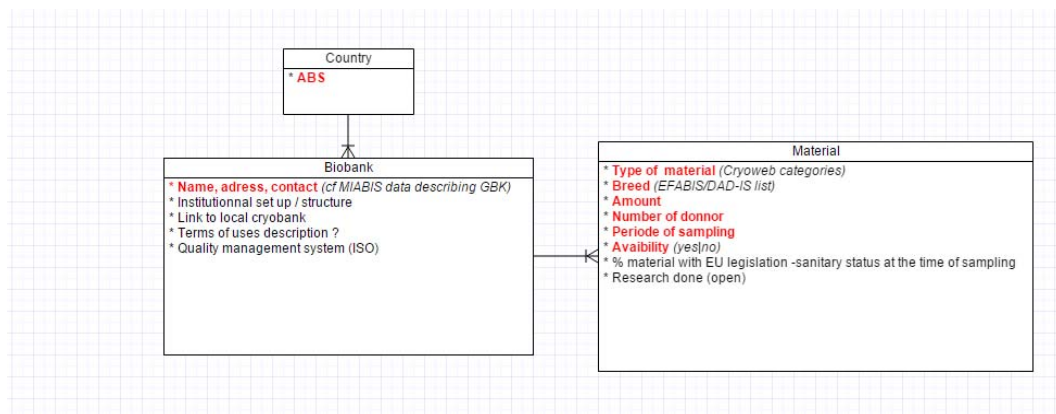 Country
* ABS
Biobank
* Name, adress, contact (cf MIABIS data describing GBK)
* Institutionnal set up / structure
* Link to local cryobank
* Terms of uses description ?
* Quality management system (ISO)
Material
* Type of  material (Cryoweb categories)
* Breed (EFABIS/DAD-IS list)
* Amount
* Number of donnor
* Periode of sampling
* Avaibility (yes|no)
* % material with EU legislation -sanitary status at the time of sampling
* Research done (open)